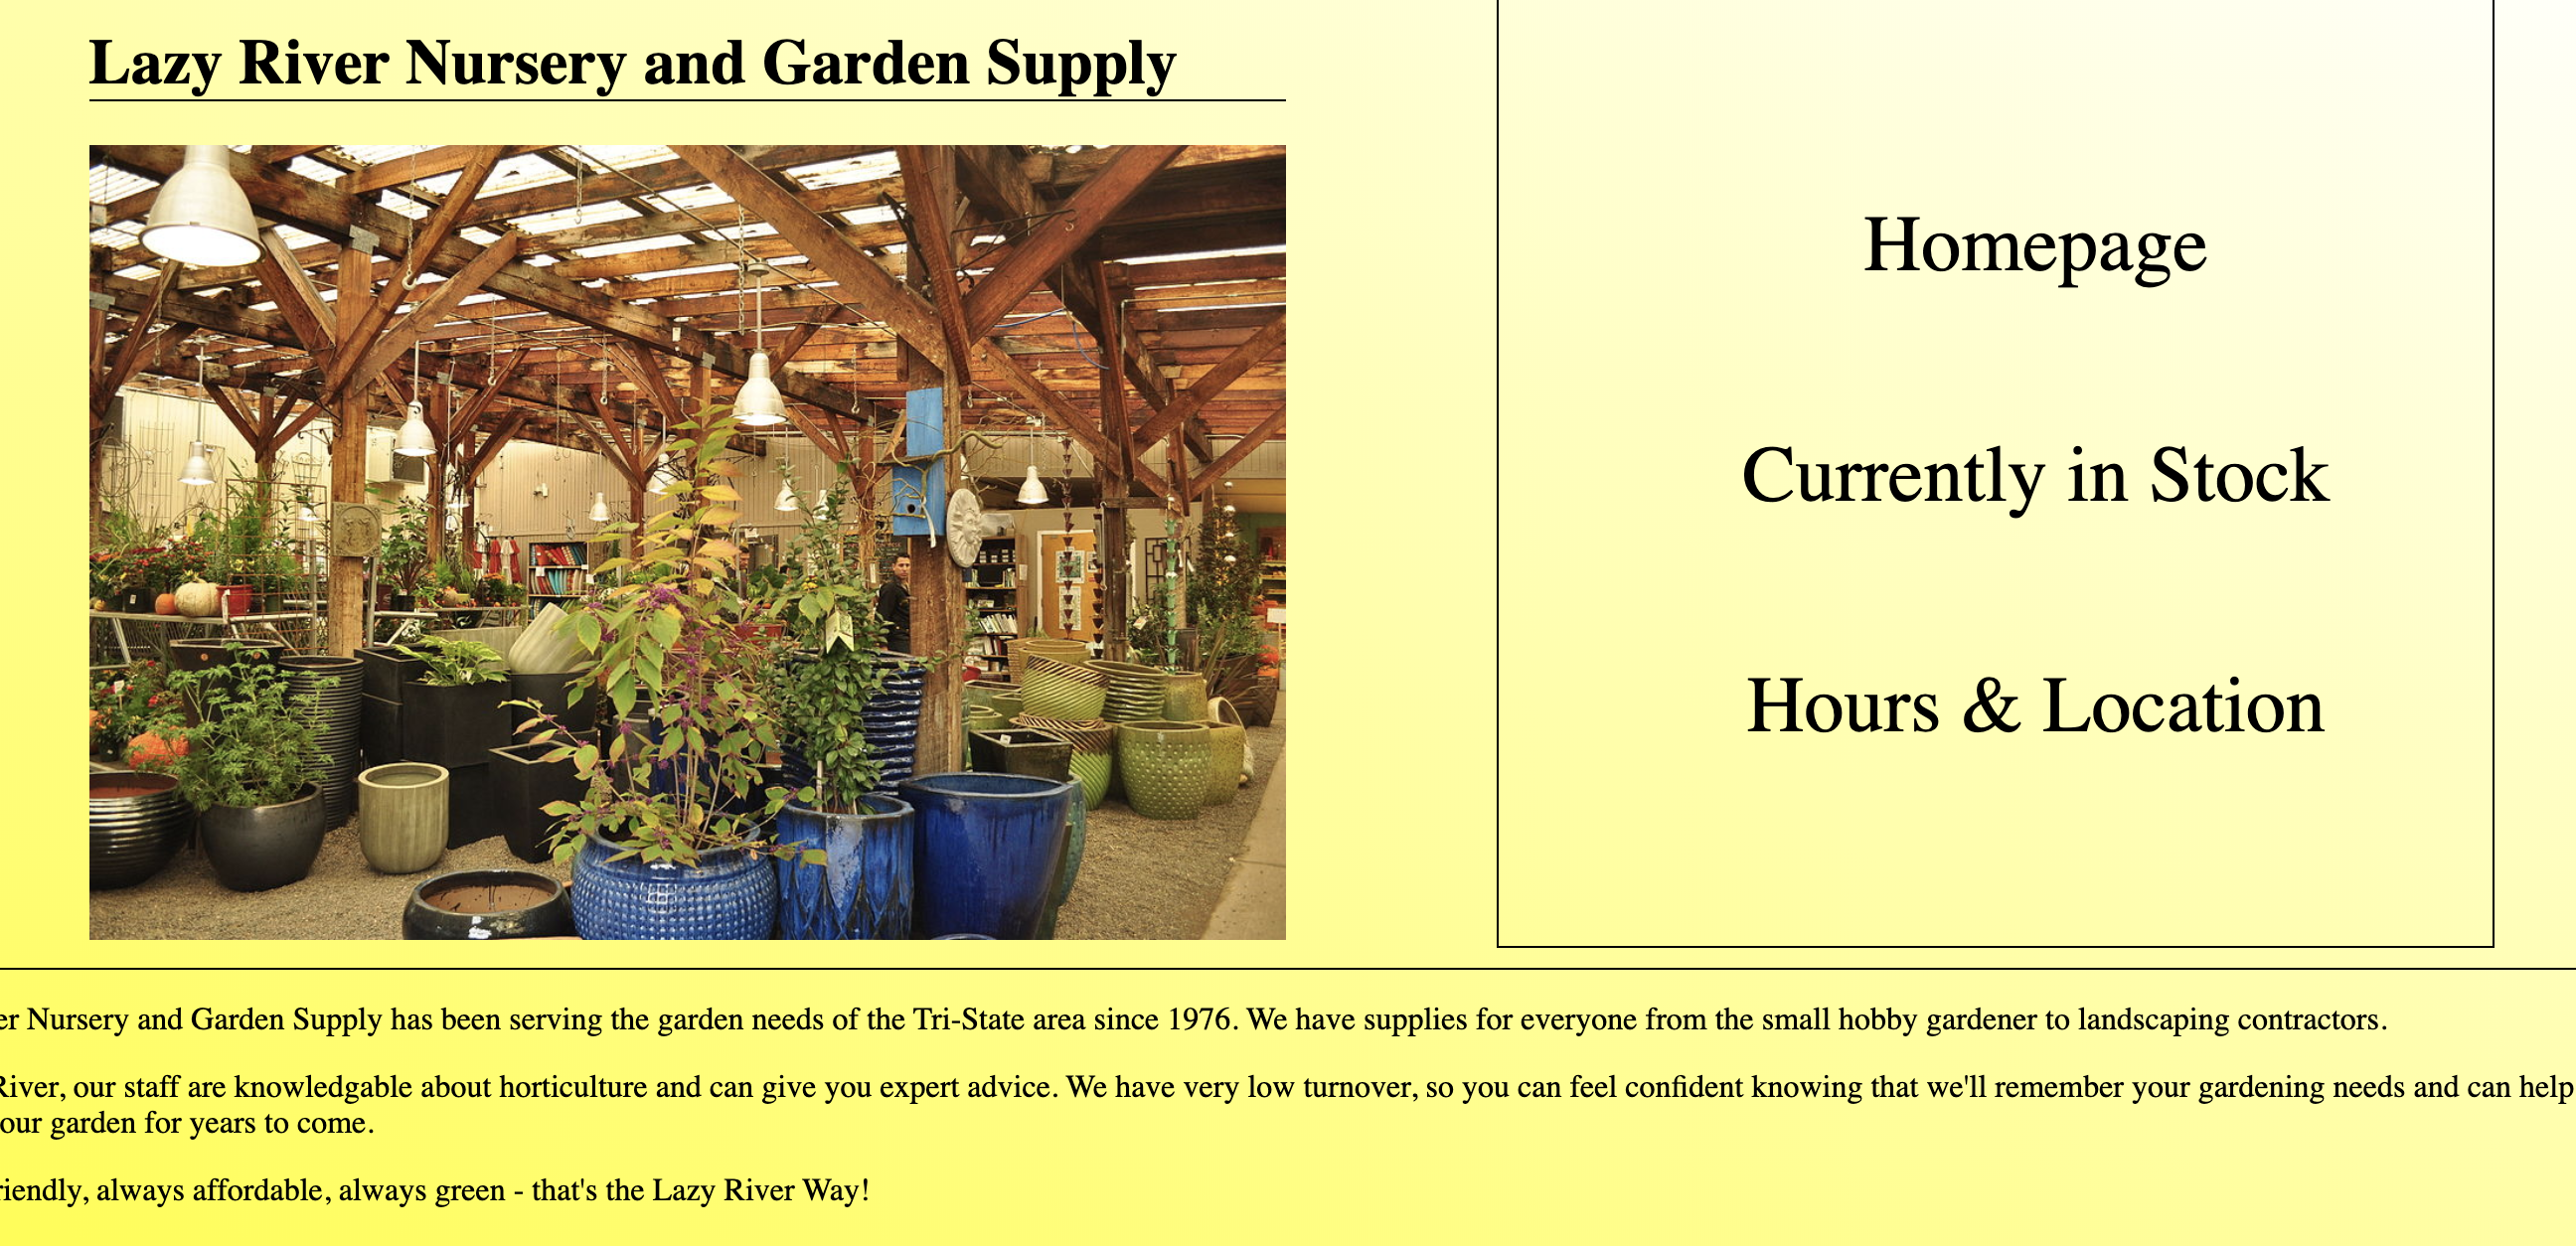 Lazy River Nursery and Garden Supply
Homepage
Currently in Stock
Hours & Location
er Nursery and Garden Supply has been serving the garden needs of the Tri-State area since 1976. We have supplies for everyone from the small hobby gardener to landscaping contractors.
River, our staff are knowledgable about horticulture and can give you expert advice. We have very low turnover, so you can feel confident knowing that we'll remember your gardening needs and can help
our garden for years to come.
riendly, always affordable, always green - that's the Lazy River Way!